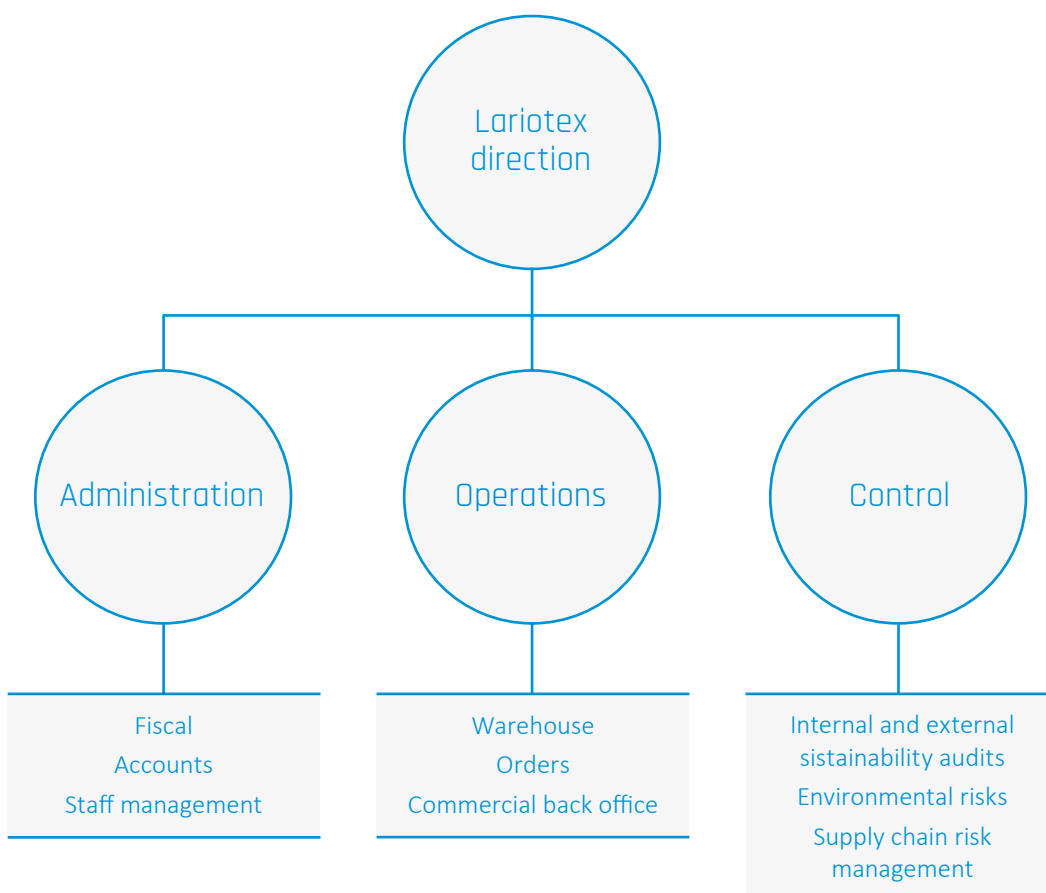 Lariotex
direction
Administration
Operations
Control
Fiscal
Accounts
Staff management
Warehouse
Orders
Commercial back office
Internal and external
sistainability audits
Environmental risks
Supply chain risk
management